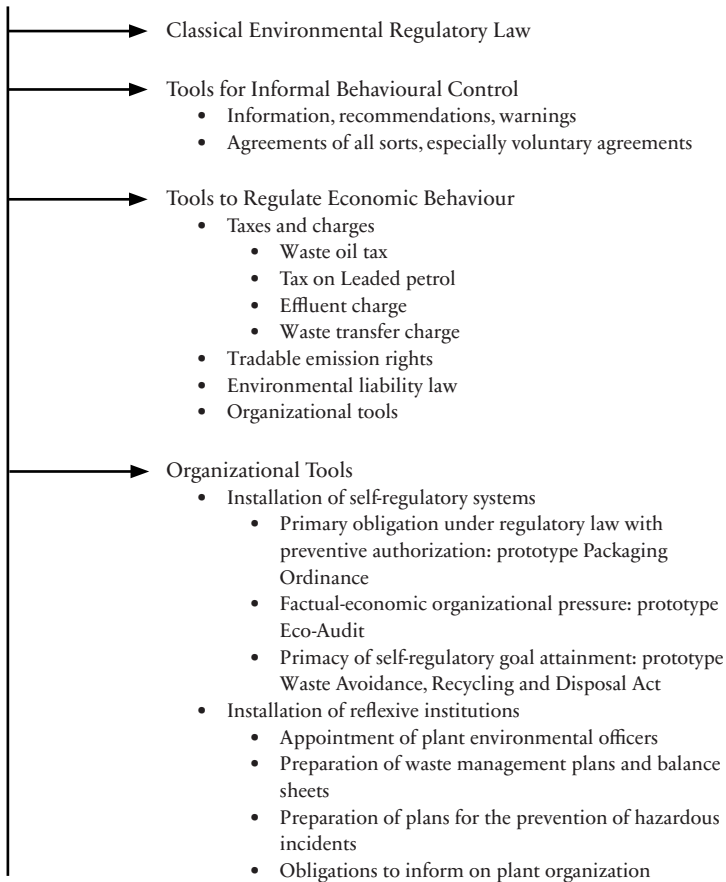 Classical Environmental Regulatory Law
Tools for Informal Behavioural Control
• Information, recommendations, warnings
• Agreements of all sorts, especially voluntary agreements
Tools to Regulate Economic Behaviour
• Taxes and charges
• Waste oil tax
• Tax on Leaded petrol
• Effluent charge
• Waste transfer charge
• Tradable emission rights
• Environmental liability law
• Organizational tools
Organizational Tools
• Installation of self-regulatory systems
• Primary obligation under regulatory law with
preventive authorization: prototype Packaging
Ordinance
• Factual-economic organizational pressure: prototype
Eco-Audit
• Primacy of self-regulatory goal attainment: prototype
Waste Avoidance, Recycling and Disposal Act
• Installation of reflexive institutions
• Appointment of plant environmental officers
• Preparation of waste management plans and balance
sheets
• Preparation of plans for the prevention of hazardous
incidents
• Obligations to inform on plant organization